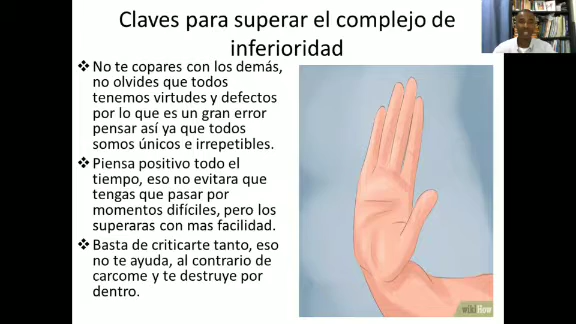 Claves para superar el complejo de
inferioridad
❖No te copares con los demás,
no olvides que todos
tenemos virtudes y defectos
por lo que es un gran error
pensar así ya que todos
somos únicos e irrepetibles.
❖Piensa positivo todo el
tiempo, eso no evitara que
tengas que pasar por
momentos difíciles, pero los
superaras con mas facilidad.
❖Basta de criticarte tanto, eso
no te ayuda, al contrario de
carcome y te destruye por
dentro.
wikiHow